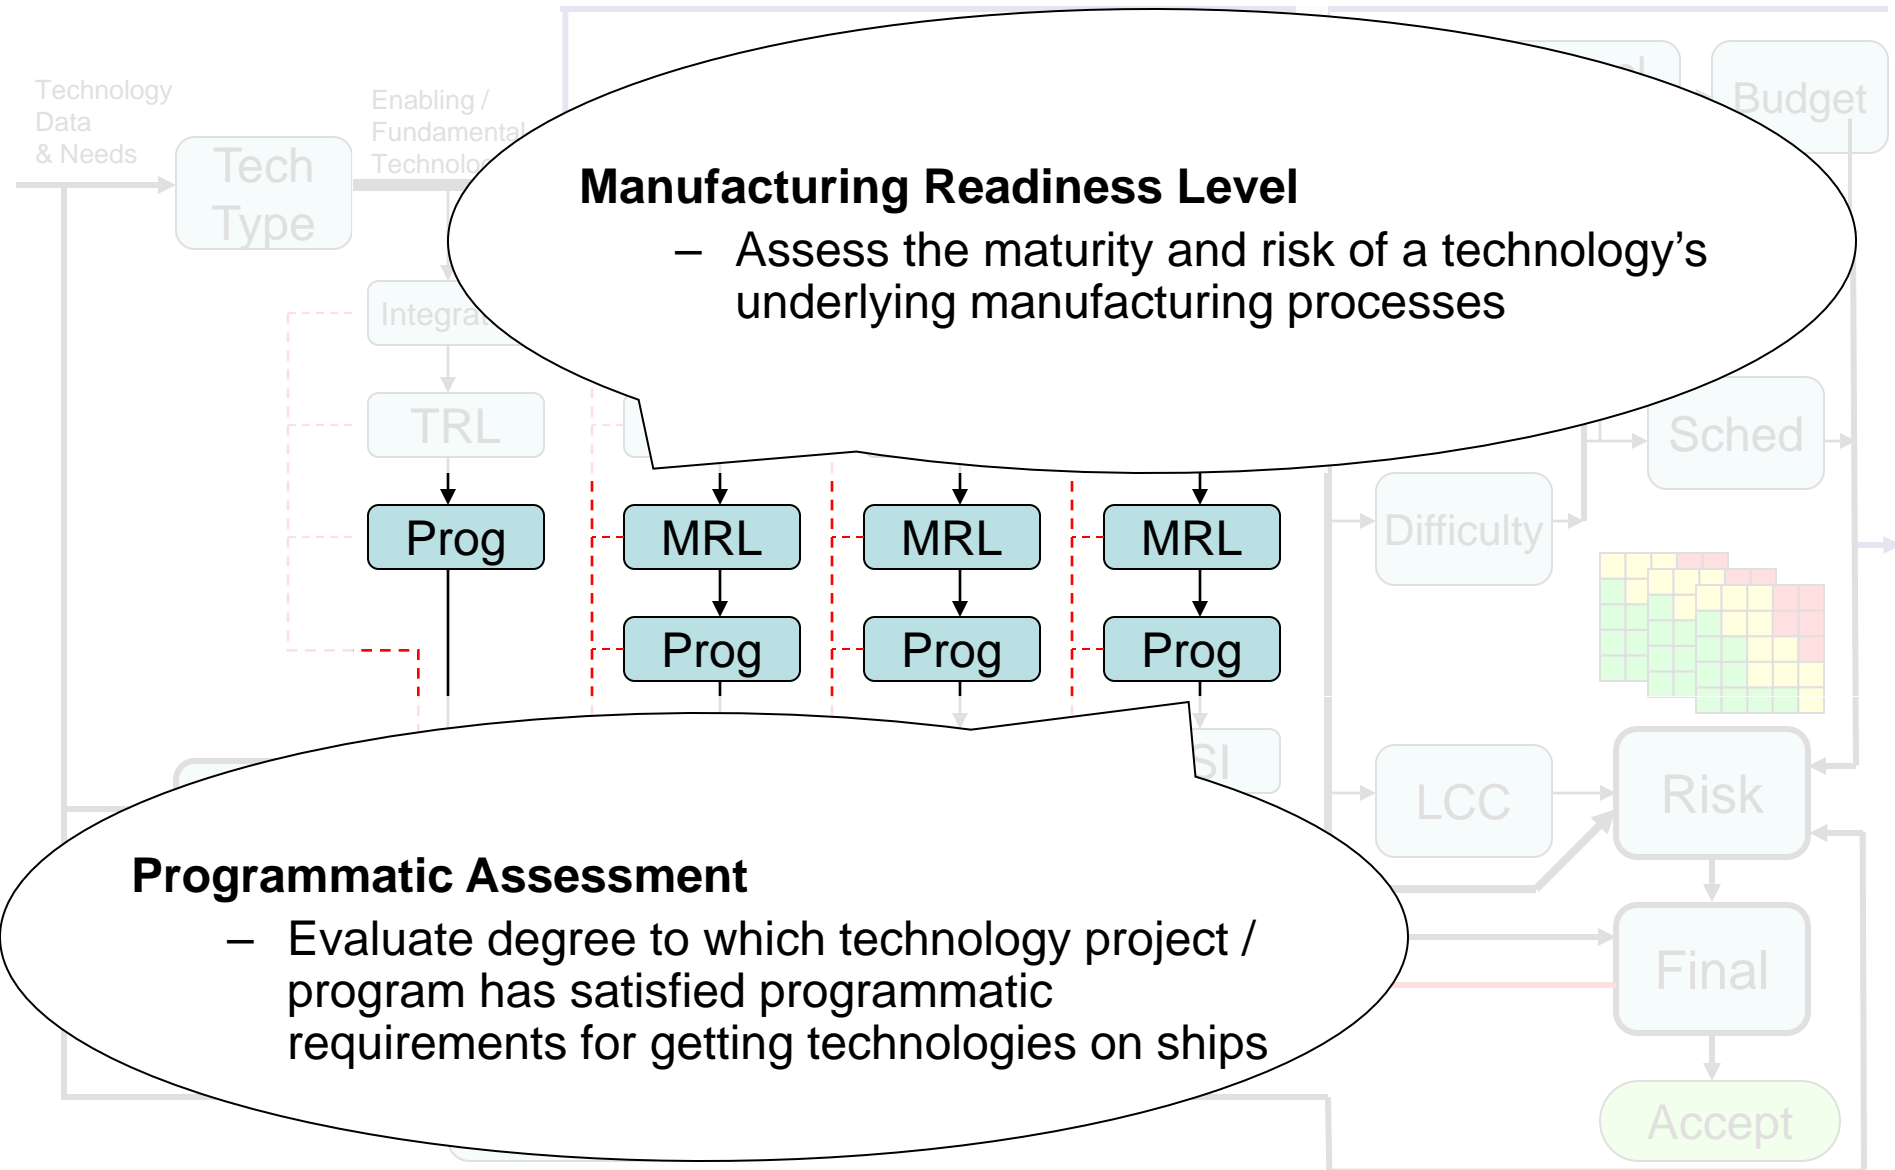 Technology
Data
& Needs
Enabling /
Fundamental
Tech
Type
Budget
Manufacturing Readiness Level
– Assess the maturity and risk of a technology’s
underlying manufacturing processes
TRL
Sched
Prog
MRL
MRL
MRL
Difficulty
Prog
Prog
Prog
SI
LCC
Risk
Programmatic Assessment
– Evaluate degree to which technology project /
program has satisfied programmatic
requirements for getting technologies on ships
Final
Accept